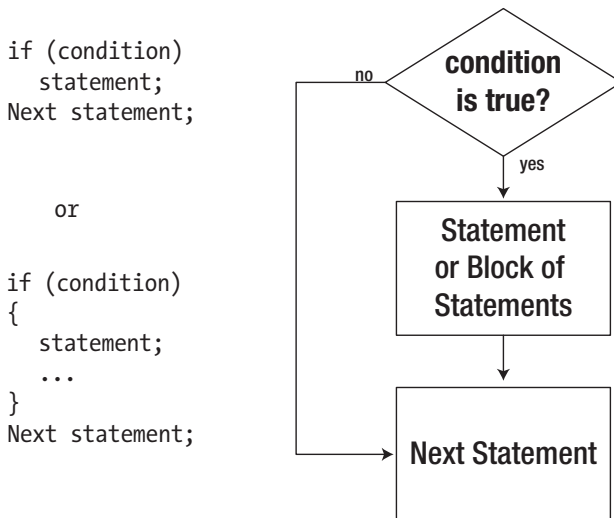 if (condition)
statement;
Next statement;
or
if (condition)
{
statement;
...
}
Next statement;
condition
is true?
no
yes
Statement
or Block of
Statements
Next Statement